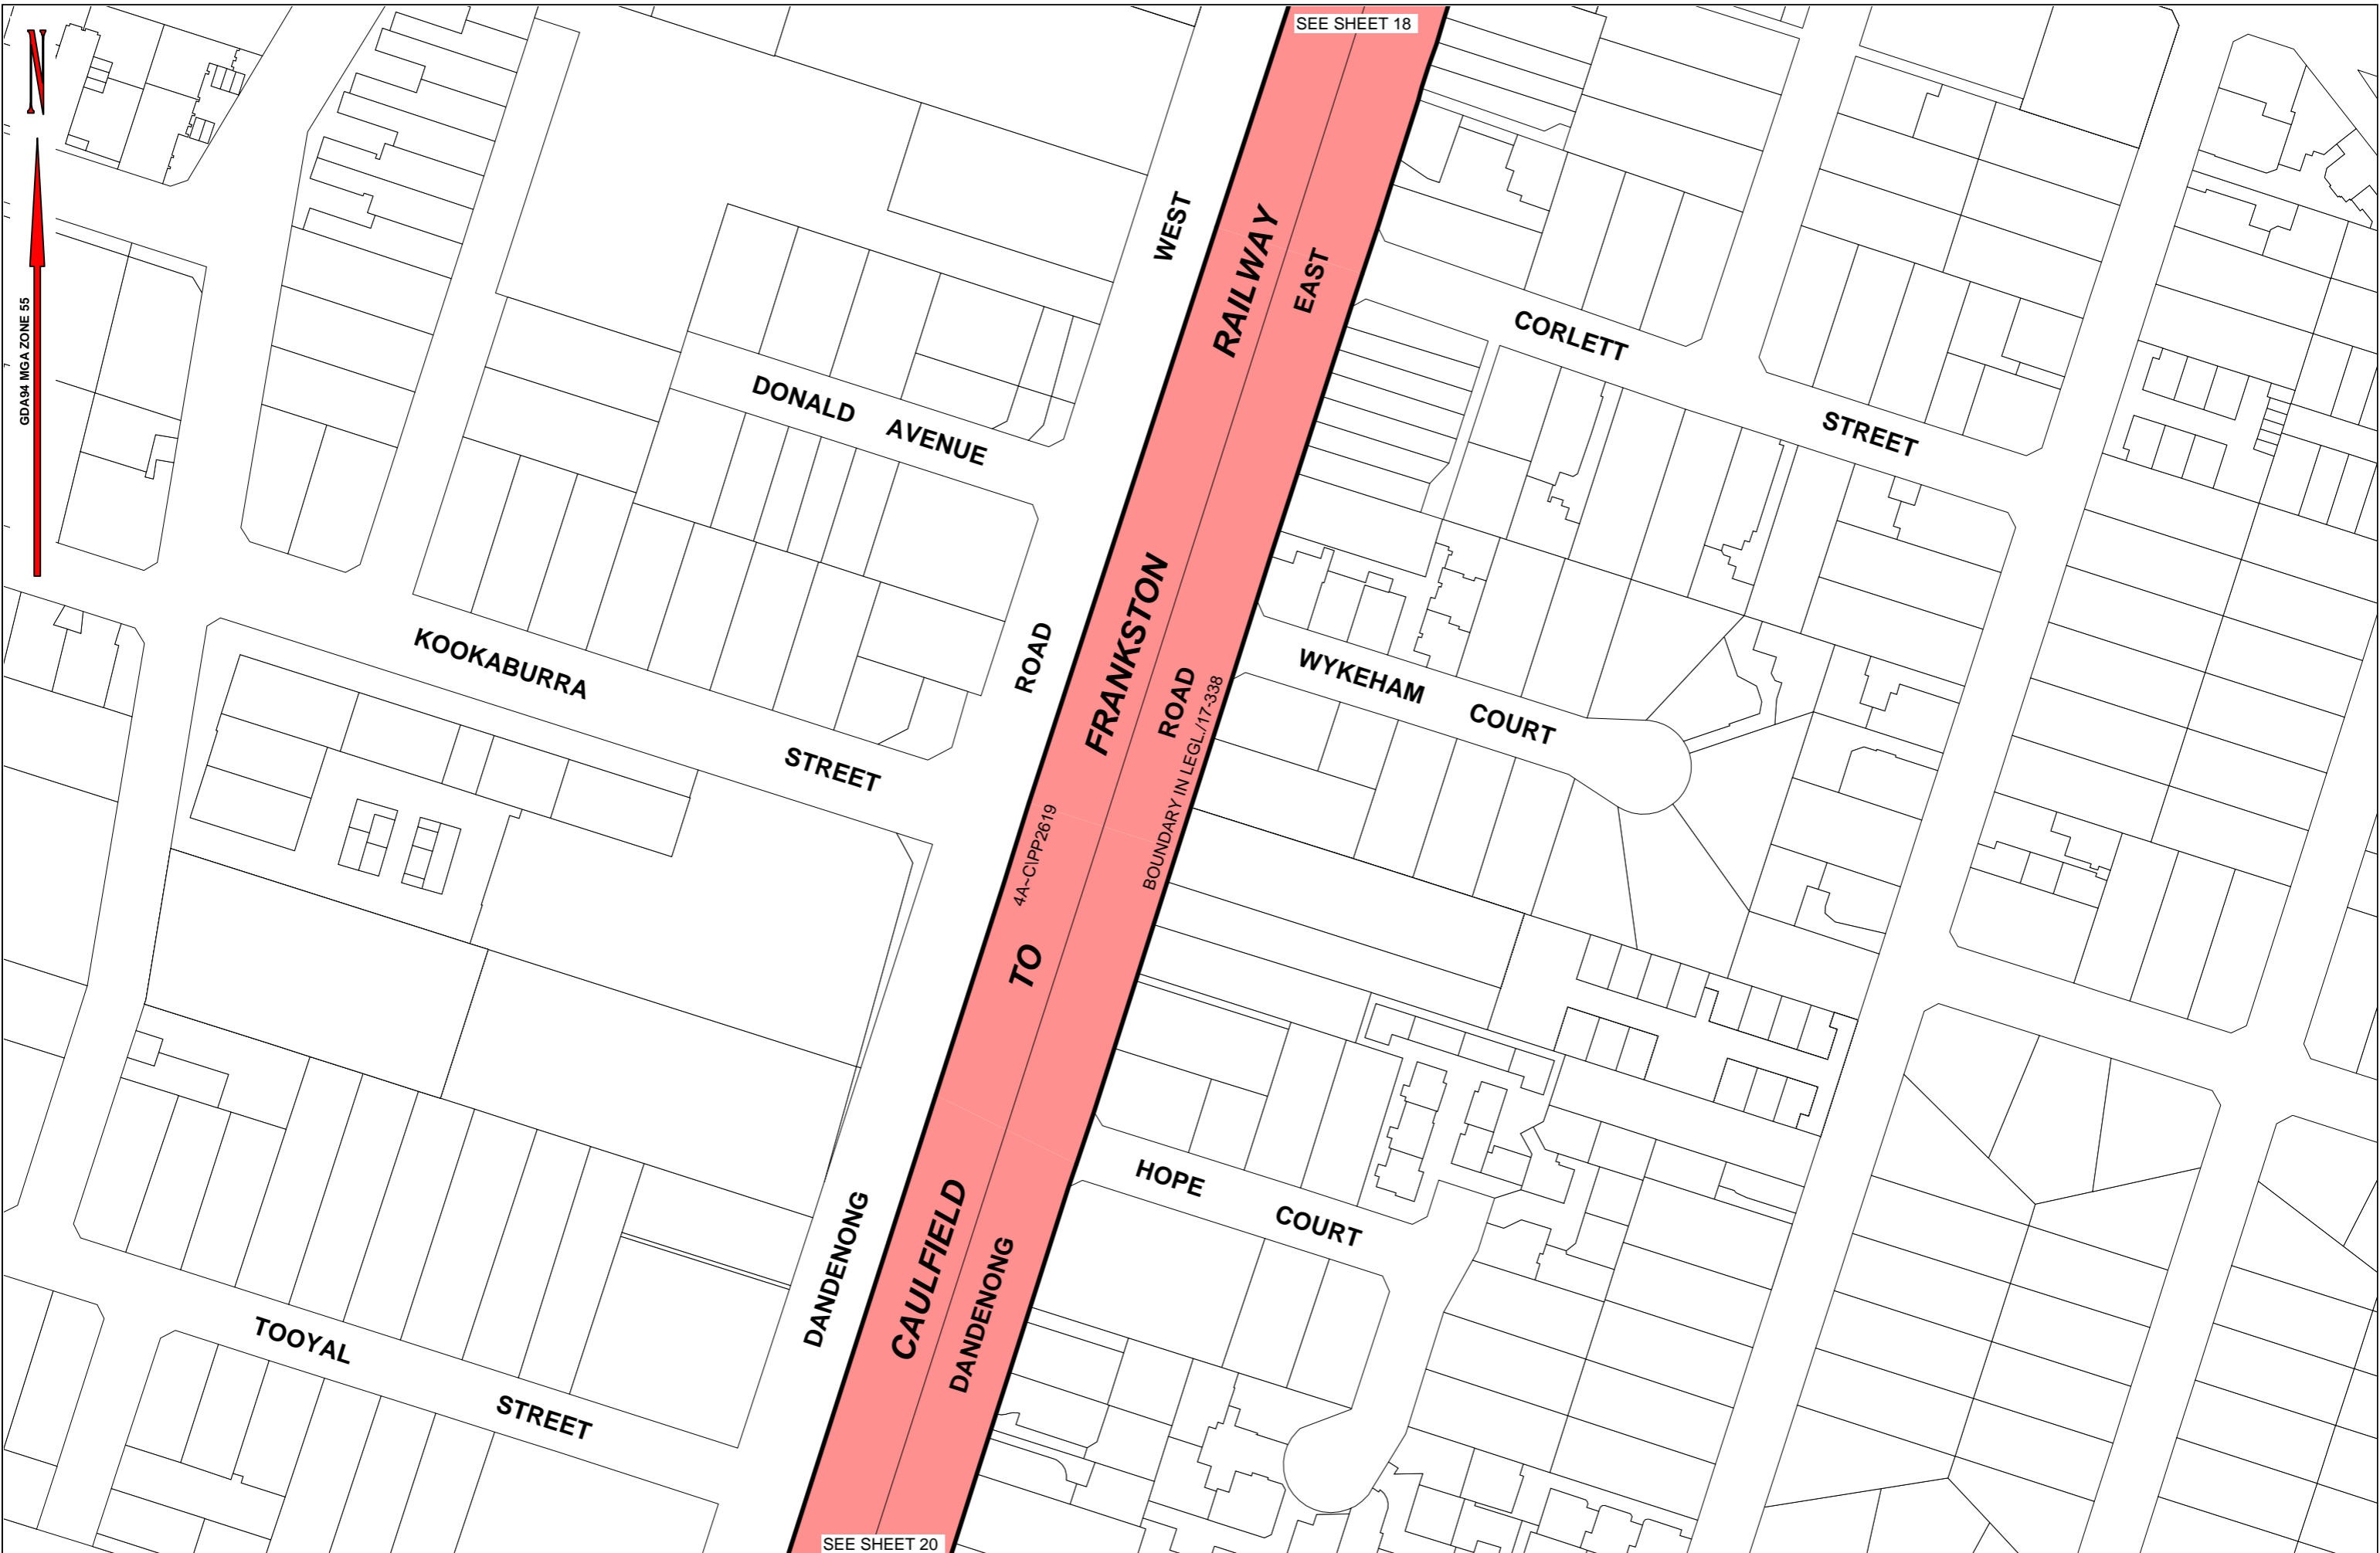 SEE SHEET 18
N
GDA94 MGA ZONE 55
WEST
RAILWAY
EAST
CORLETT
STREET
DONALD AVENUE
FRANKSTON
ROAD
ROAD
BOUNDARY IN LEGL./17-338
WYKEHAM COURT
KOOKABURRA
STREET
4A~C\PP2619
TO
HOPE
COURT
CAULFIELD
DANDENONG
DANDENONG
TOOYAL
STREET
SEE SHEET 20